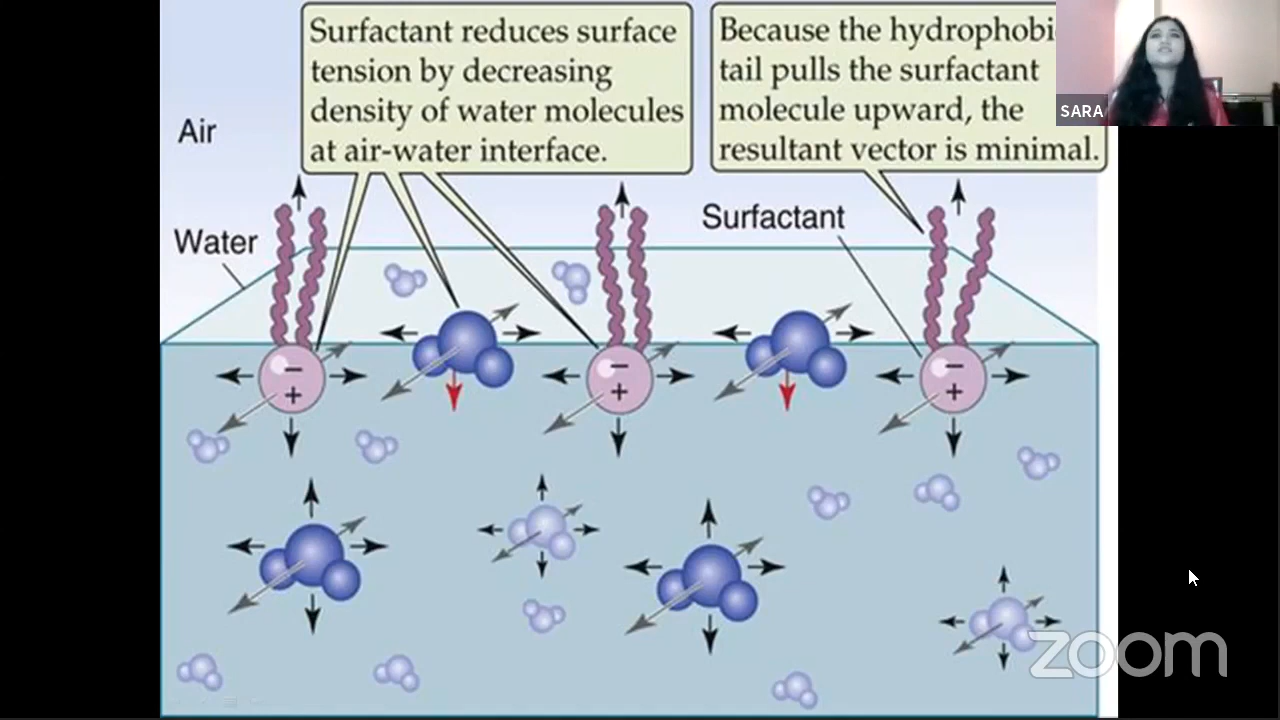 Surfactant reduces surface
tension by decreasing
density of water molecules
at air-water interface.
Because the hydrophobi
tail pulls the surfactant
molecule upward, the
resultant vector is minimal.
SARA
Air
Water
Surfactant
−
+
−
+
−
+
zoom